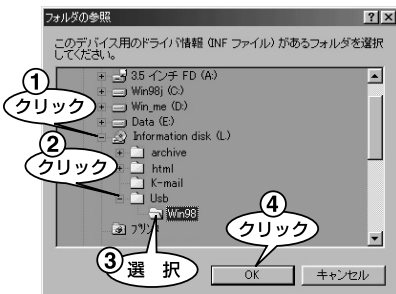 フォルダの参照
このデバイス用のドライバ情報 (INF ファイル) があるフォルダを選択
してください。
3.5 インチ FD (A:)
Win98j (C:)
Win_me (D:)
Data (E:)
Information disk (L:)
archive
html
K-mail
Usb
Win98
① クリック
② クリック
③ 選 択
④ クリック
OK
キャンセル